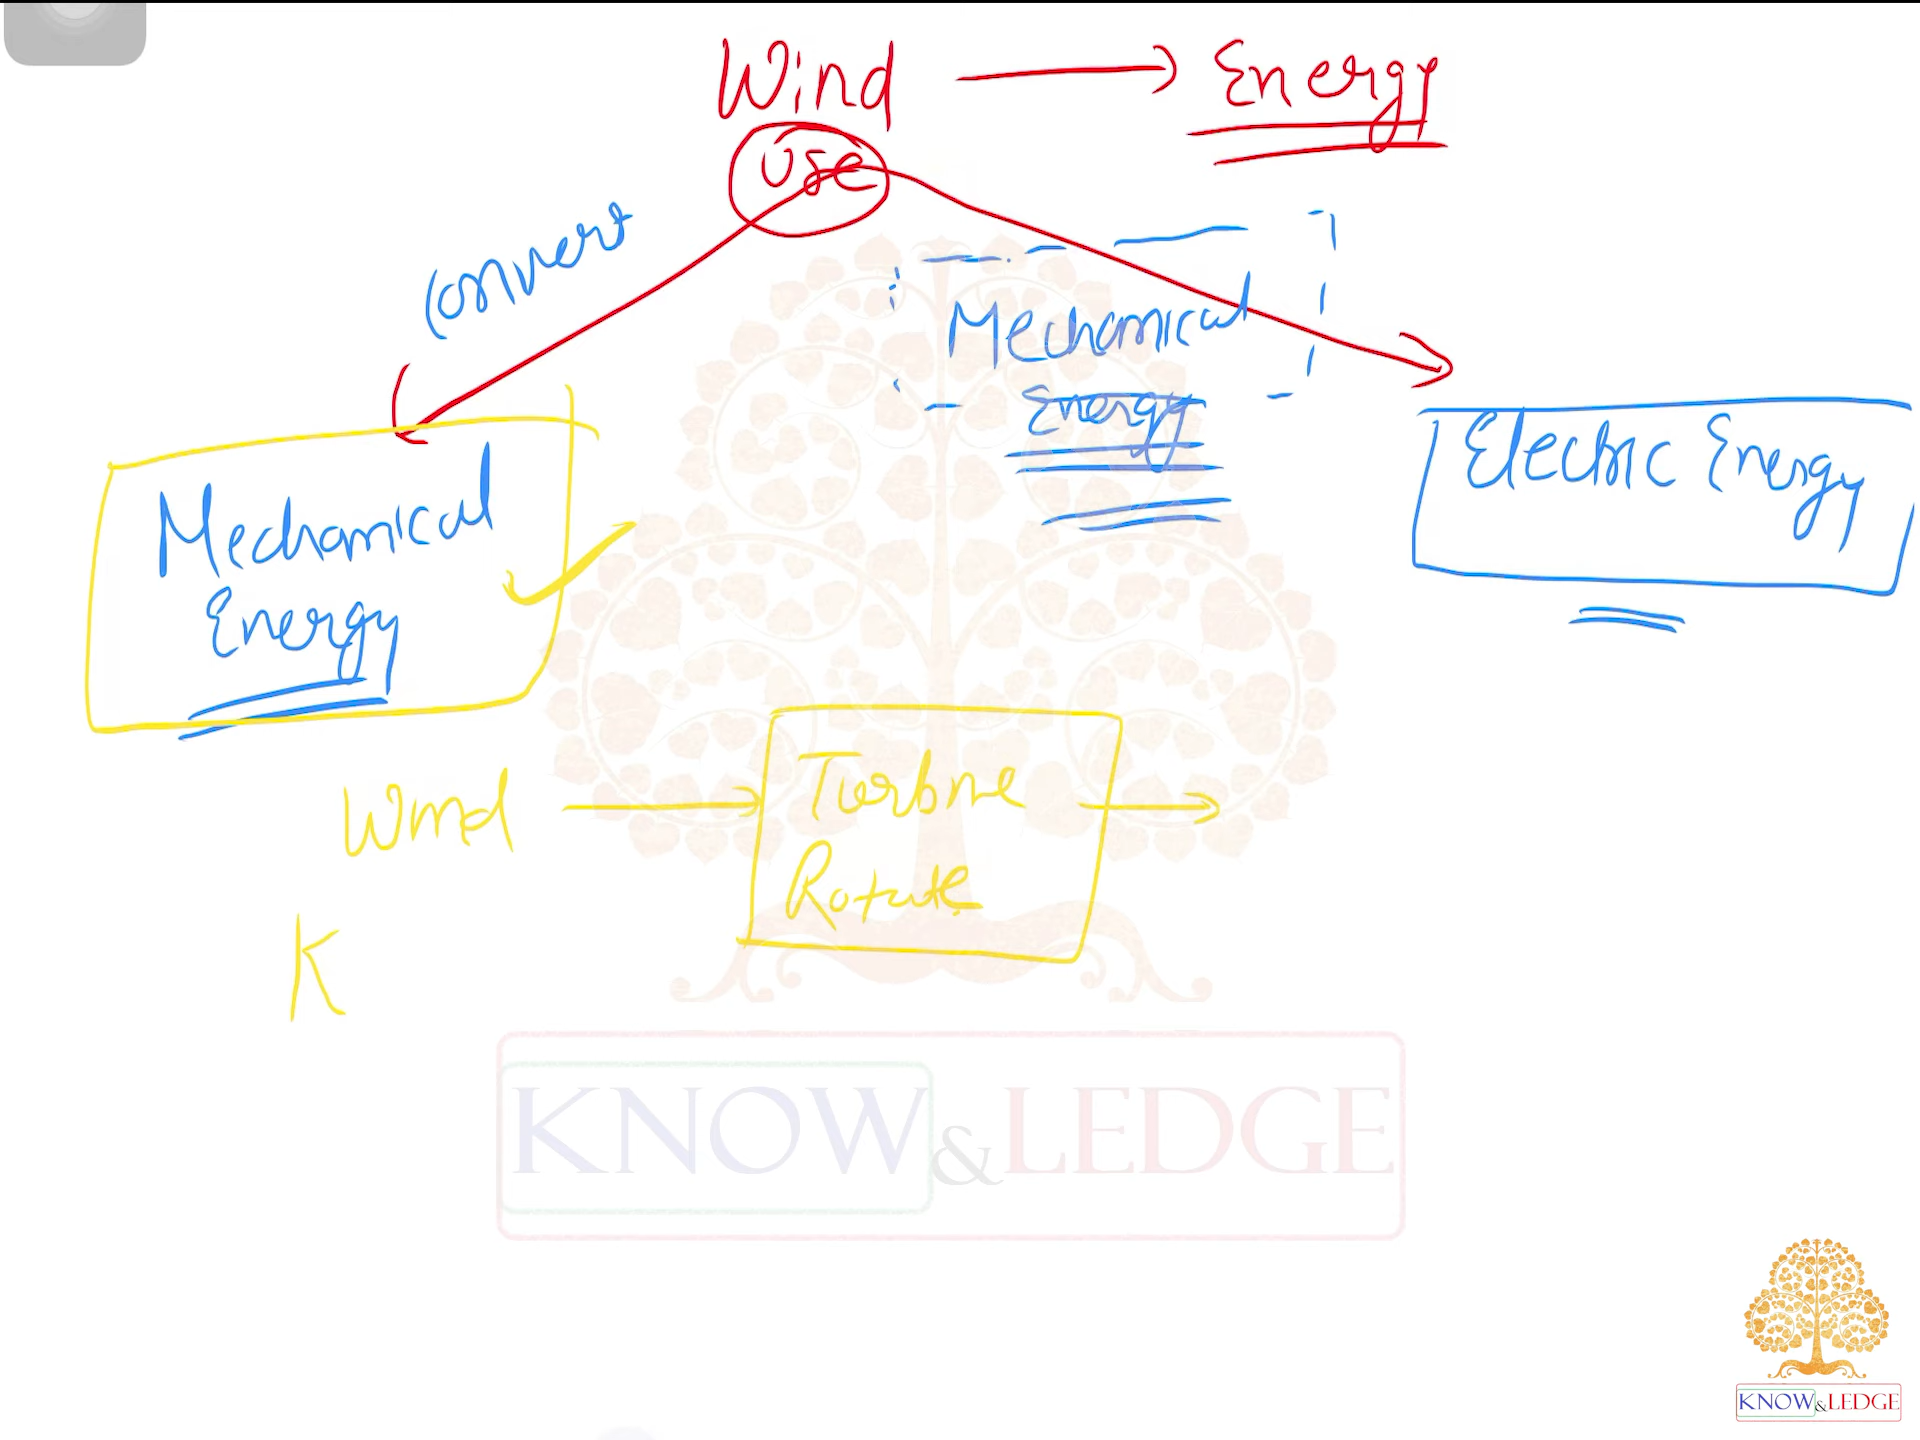 Wind → Energy
Use
Convert
Mechanical
Energy
Mechanical
Energy
Electric Energy
Wind → Turbine →
Rotate
K
KNOW&LEDGE
KNOW&LEDGE